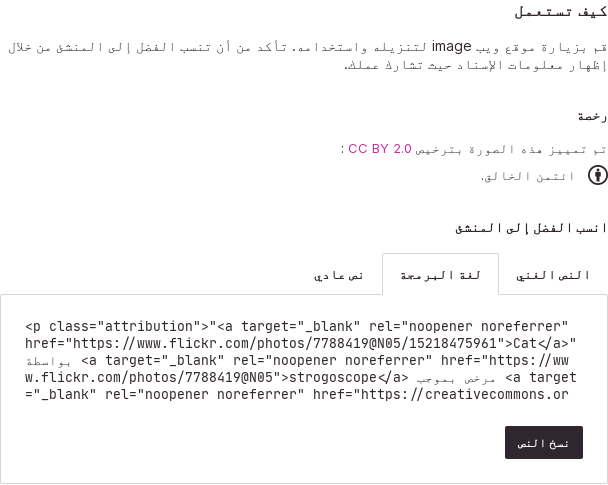 كيف تستعمل
قم بزيارة موقع ويب image لتنزيله واستخدامه. تأكد من أن تنسب الفضل إلى المنشئ من خلال
إظهار معلومات الإسناد حيث تشارك عملك.
رخصة
تم تمييز هذه الصورة بترخيص CC BY 2.0 :
ائتمن الخالق.
انسب الفضل إلى المنشئ
النص الغني
لغة البرمجة
نص عادي
<p class="attribution">"<a target="_blank" rel="noopener noreferrer"
href="https://www.flickr.com/photos/7788419@N05/15218475961">Cat</a>"
بواسطة <a target="_blank" rel="noopener noreferrer" href="https://ww
w.flickr.com/photos/7788419@N05">strogoscope</a> مرخص بموجب <a target
="_blank" rel="noopener noreferrer" href="https://creativecommons.or
نسخ النص